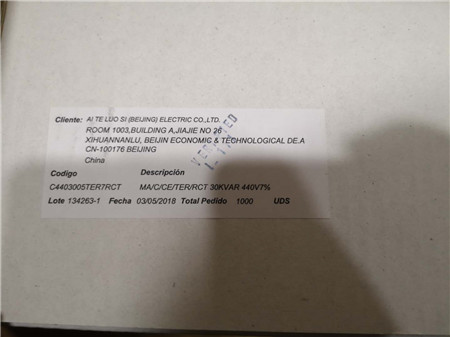 Cliente: AI TE LUO SI (BEIJING) ELECTRIC CO.,LTD.
ROOM 1003,BUILDING A,JIAJIE NO 26
XIHUANNANLU, BEIJIN ECONOMIC & TECHNOLOGICAL DE.A
CN-100176 BEIJING
China
VERIFIED
Codigo Descripción
C4403005TER7RCT MA/C/CE/TER/RCT 30KVAR 440V7%
Lote 134263-1 Fecha 03/05/2018 Total Pedido 1000 UDS